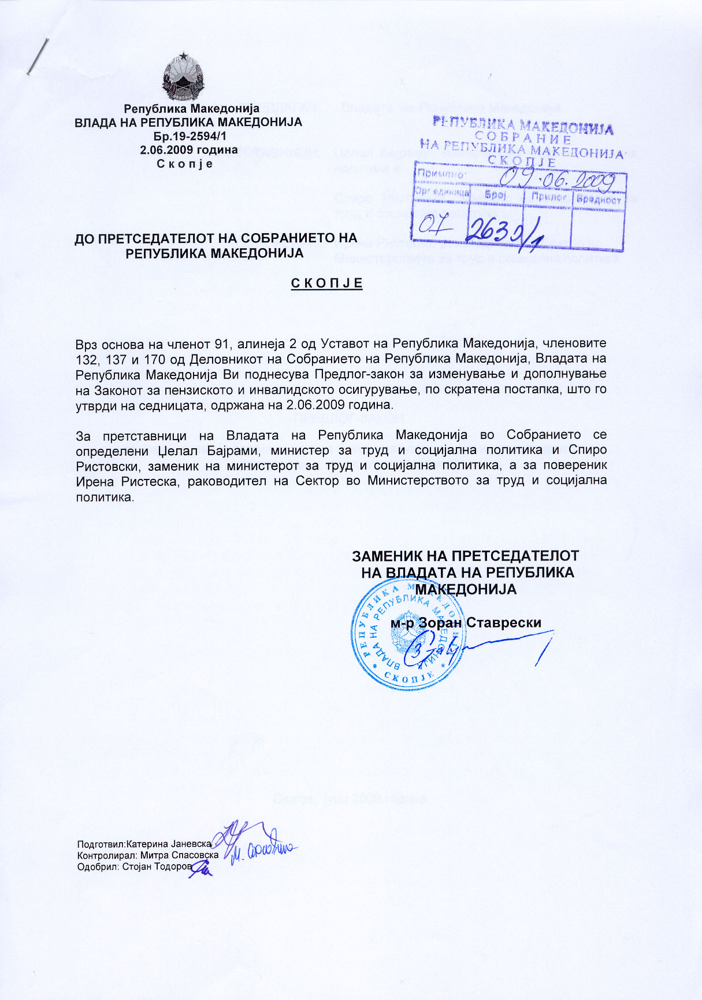 Република Македонија
ВЛАДА НА РЕПУБЛИКА МАКЕДОНИЈА
Бр.19-2594/1
2.06.2009 година
С к о п ј е
РЕПУБЛИКА МАКЕДОНИЈА
СОБРАНИЕ
НА РЕПУБЛИКА МАКЕДОНИЈА
СКОПЈЕ
Примено: 09.06.2009
Орг единица Број Прилог Вредност
07
ДО ПРЕТСЕДАТЕЛОТ НА СОБРАНИЕТО НА
РЕПУБЛИКА МАКЕДОНИЈА
С К О П Ј Е
Врз основа на членот 91, алинеја 2 од Уставот на Република Македонија, членовите
132, 137 и 170 од Деловникот на Собранието на Република Македонија, Владата на
Република Македонија Ви поднесува Предлог-закон за изменување и дополнување
на Законот за пензиското и инвалидското осигурување, по скратена постапка, што го
утврди на седницата, одржана на 2.06.2009 година.
За претставници на Владата на Република Македонија во Собранието се
определени Џелал Бајрами, министер за труд и социјална политика и Спиро
Ристовски, заменик на министерот за труд и социјална политика, а за повереник
Ирена Ристеска, раководител на Сектор во Министерството за труд и социјална
политика.
ЗАМЕНИК НА ПРЕТСЕДАТЕЛОТ
НА ВЛАДАТА НА РЕПУБЛИКА
МАКЕДОНИЈА
м-р Зоран Ставрески
РЕПУБЛИКА МАКЕДОНИЈА
ВЛАДА НА РЕПУБЛИКА МАКЕДОНИЈА
* СКОПЈЕ *
Подготвил:Катерина Јаневска
Контролирал: Митра Спасовска
Одобрил: Стојан Тодоров